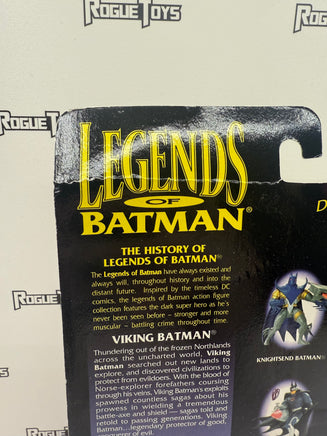 ROGUE TOYS
ROGUE TOYS
ROGUE TOYS
LEGENDS
OF
BATMAN®
THE HISTORY OF
LEGENDS OF BATMAN®
The Legends of Batman have always existed and
always will, throughout history and into the
distant future. Inspired by the timeless DC
comics, the legends of Batman action figure
collection features the dark super hero as he's
never been seen before – stronger and more
muscular – battling crime throughout time.
KNIGHTSEND BATMAN®
VIKING BATMAN®
Thundering out of the frozen Northlands
across the uncharted world, Viking
Batman searched out new lands to
explore, and discovered civilizations to
protect from evildoers. With the blood of
Norse-explorer forefathers coursing
through his veins, Viking Batman's exploits
spawned countless sagas about his
prowess in wielding a tremendous
battle-axe and shield — sagas told and
retold to passing generations. Viking
Batman...legendary protector of good,
of evil.
ROGUE
ROGUE